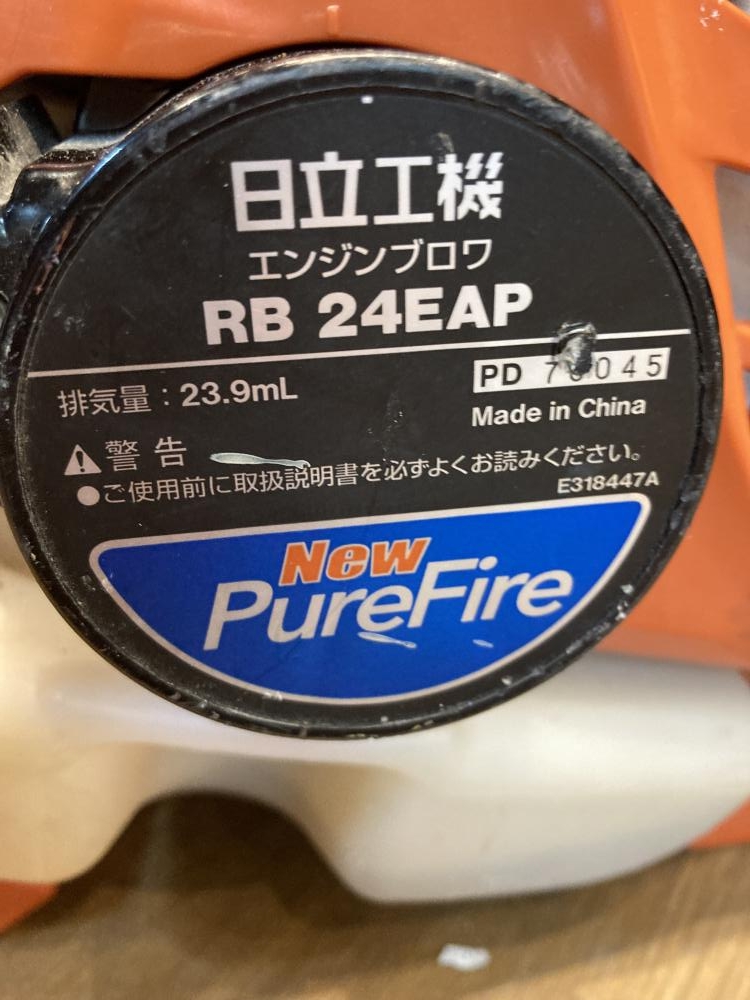 日立工機
エンジンブロワ
RB 24EAP
排気量：23.9mL
PD
Made in China
警告
●ご使用前に取扱説明書を必ずよくお読みください。
E318447A
New
PureFire